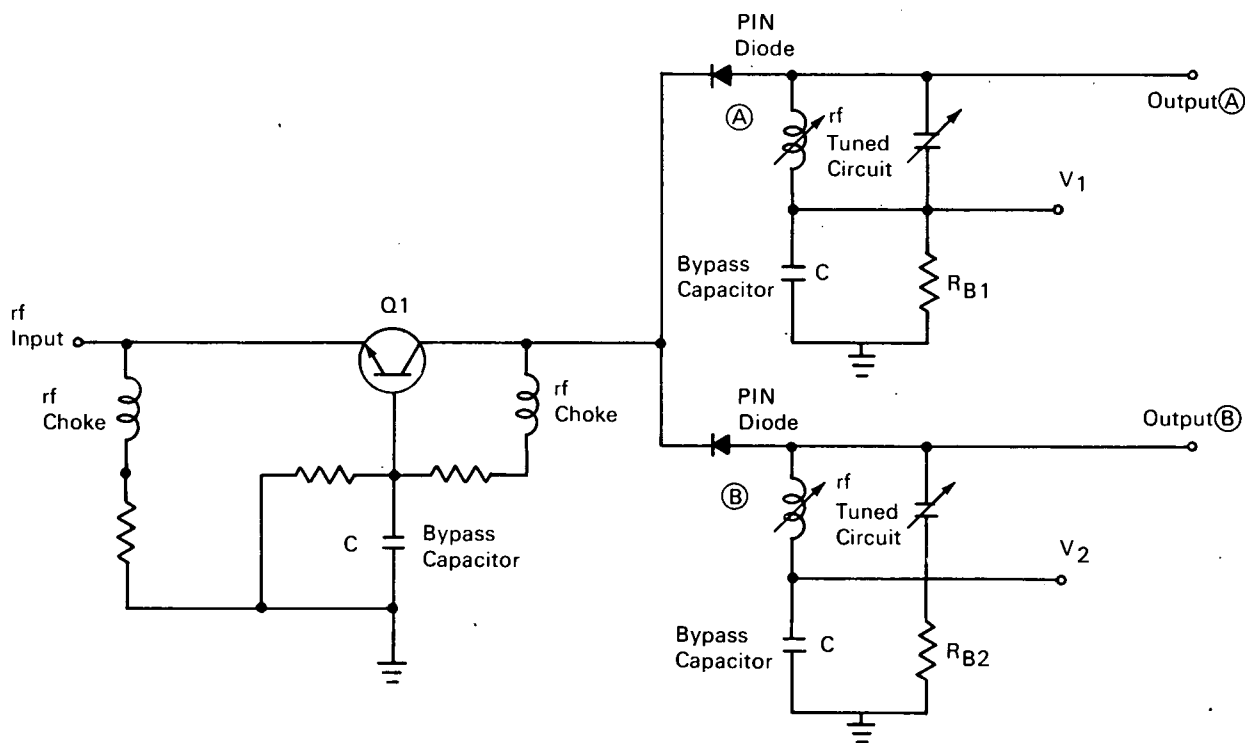 PIN
Diode
Output Ⓐ
Ⓐ
rf
Tuned
Circuit
V1
Bypass
Capacitor
C
RB1
Q1
rf
Input
rf
Choke
rf
Choke
C
Bypass
Capacitor
PIN
Diode
Output Ⓑ
Ⓑ
rf
Tuned
Circuit
V2
Bypass
Capacitor
C
RB2